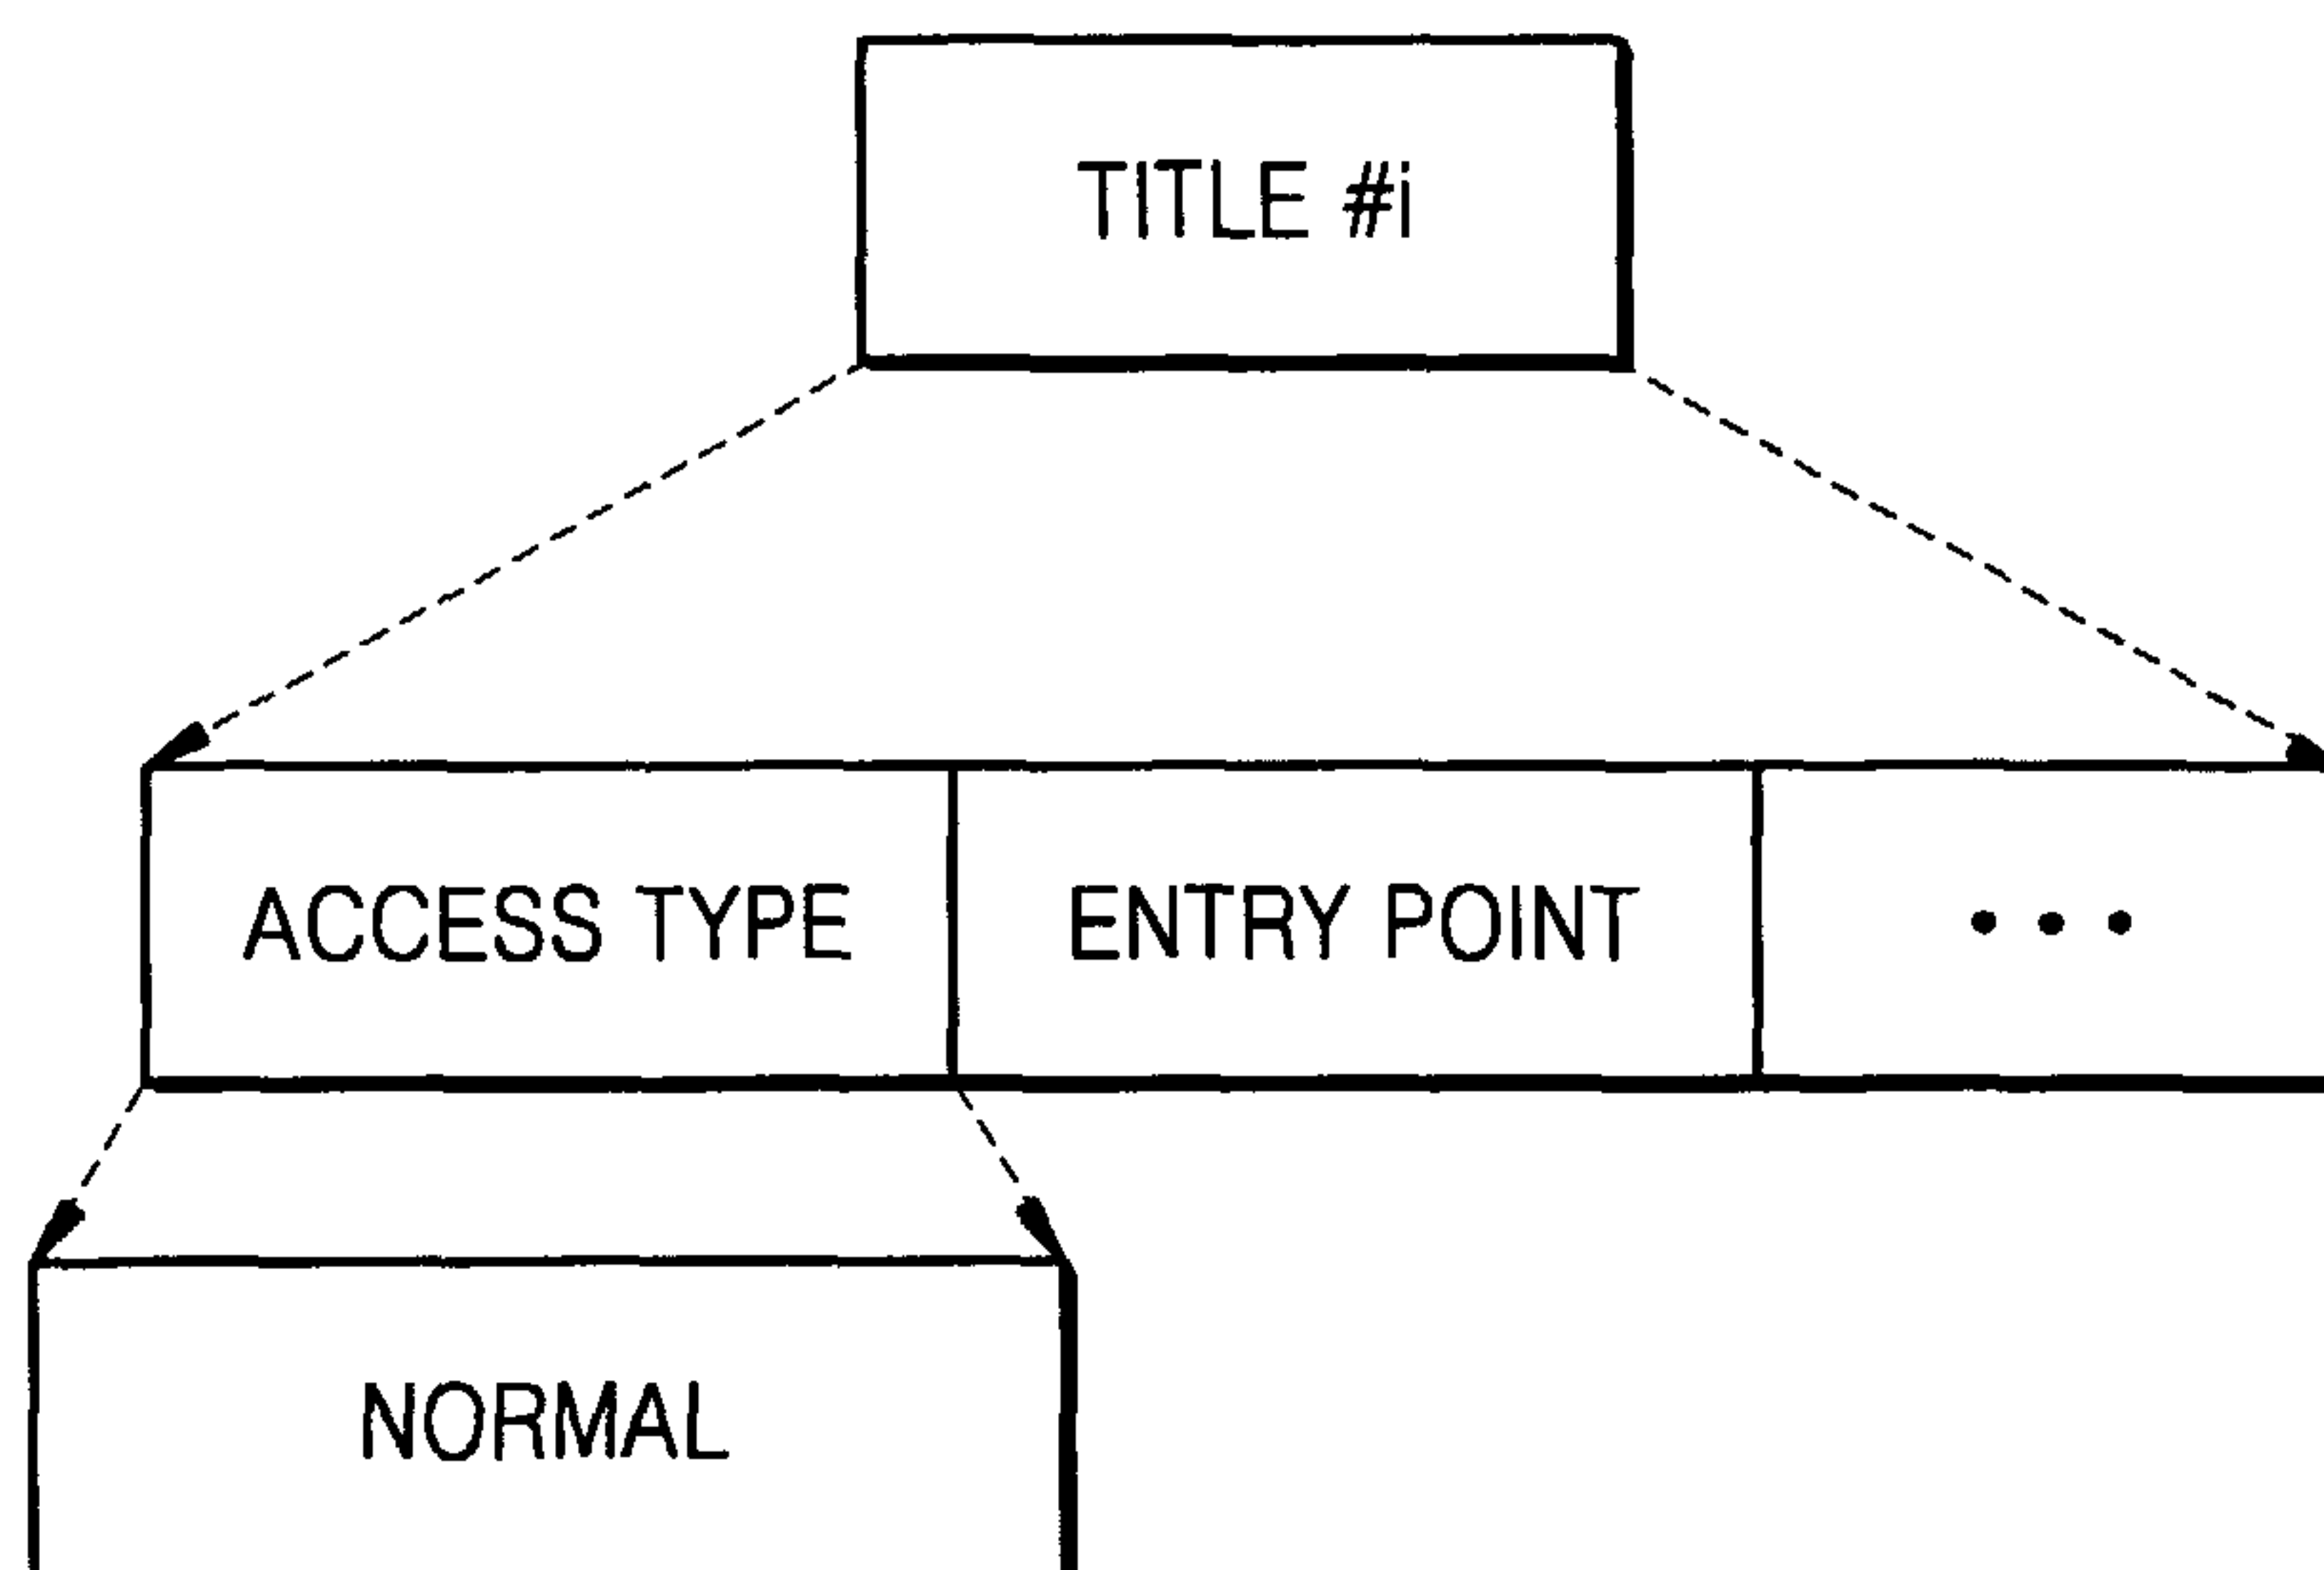 TITLE #i
ACCESS TYPE ENTRY POINT • • •
NORMAL